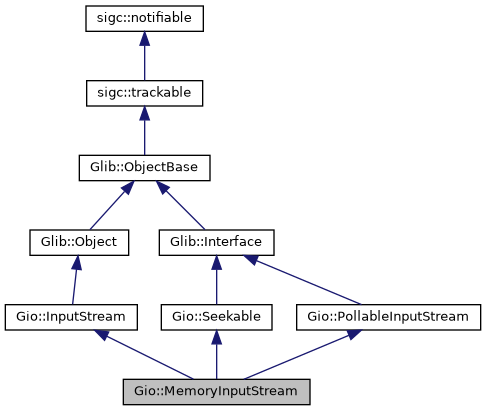 sigc::notifiable
sigc::trackable
Glib::ObjectBase
Glib::Object
Glib::Interface
Gio::InputStream
Gio::Seekable
Gio::PollableInputStream
Gio::MemoryInputStream